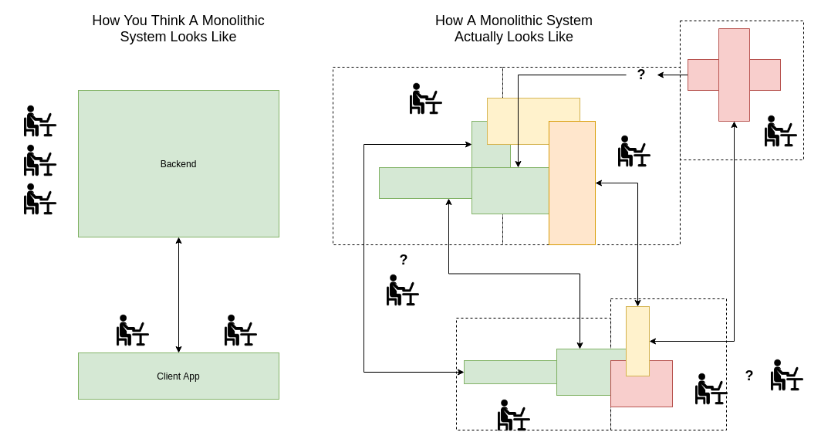 How You Think A Monolithic
System Looks Like
Backend
Client App
How A Monolithic System
Actually Looks Like
?
?
?